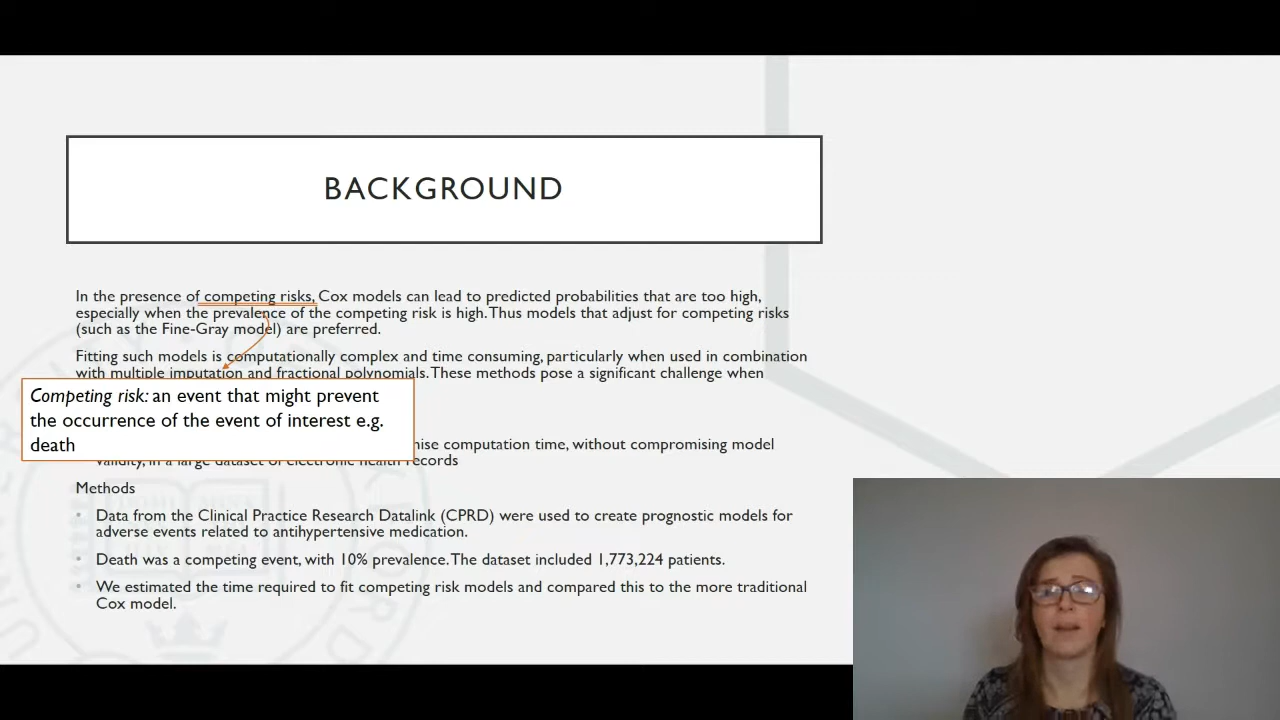 BACKGROUND
In the presence of competing risks, Cox models can lead to predicted probabilities that are too high,
especially when the prevalence of the competing risk is high. Thus models that adjust for competing risks
(such as the Fine-Gray model) are preferred.
Fitting such models is computationally complex and time consuming, particularly when used in combination
with multiple imputation and fractional polynomials. These methods pose a significant challenge when
Competing risk: an event that might prevent
the occurrence of the event of interest e.g.
death
computation time, without compromising model
validity, in a large dataset of electronic health records
Methods
• Data from the Clinical Practice Research Datalink (CPRD) were used to create prognostic models for
adverse events related to antihypertensive medication.
• Death was a competing event, with 10% prevalence. The dataset included 1,773,224 patients.
• We estimated the time required to fit competing risk models and compared this to the more traditional
Cox model.